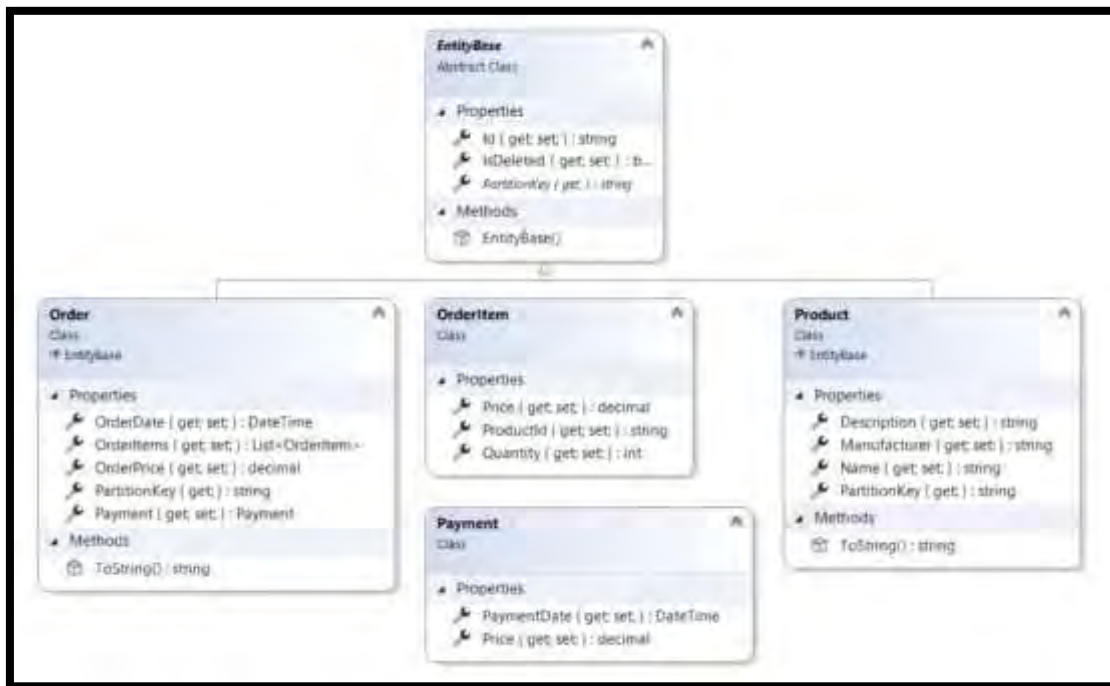 EntityBase
Abstract Class
Properties
Id { get; set; } : string
IsDeleted { get; set; } : b...
PartitionKey { get; } : string
Methods
EntityBase()
Order
Class
EntityBase
Properties
OrderDate { get; set; } : DateTime
OrderItems { get; set; } : List<OrderItem>
OrderPrice { get; set; } : decimal
PartitionKey { get; } : string
Payment { get; set; } : Payment
Methods
ToString() : string
OrderItem
Class
Properties
Price { get; set; } : decimal
ProductId { get; set; } : string
Quantity { get; set; } : int
Payment
Class
Properties
PaymentDate { get; set; } : DateTime
Price { get; set; } : decimal
Product
Class
EntityBase
Properties
Description { get; set; } : string
Manufacturer { get; set; } : string
Name { get; set; } : string
PartitionKey { get; } : string
Methods
ToString() : string